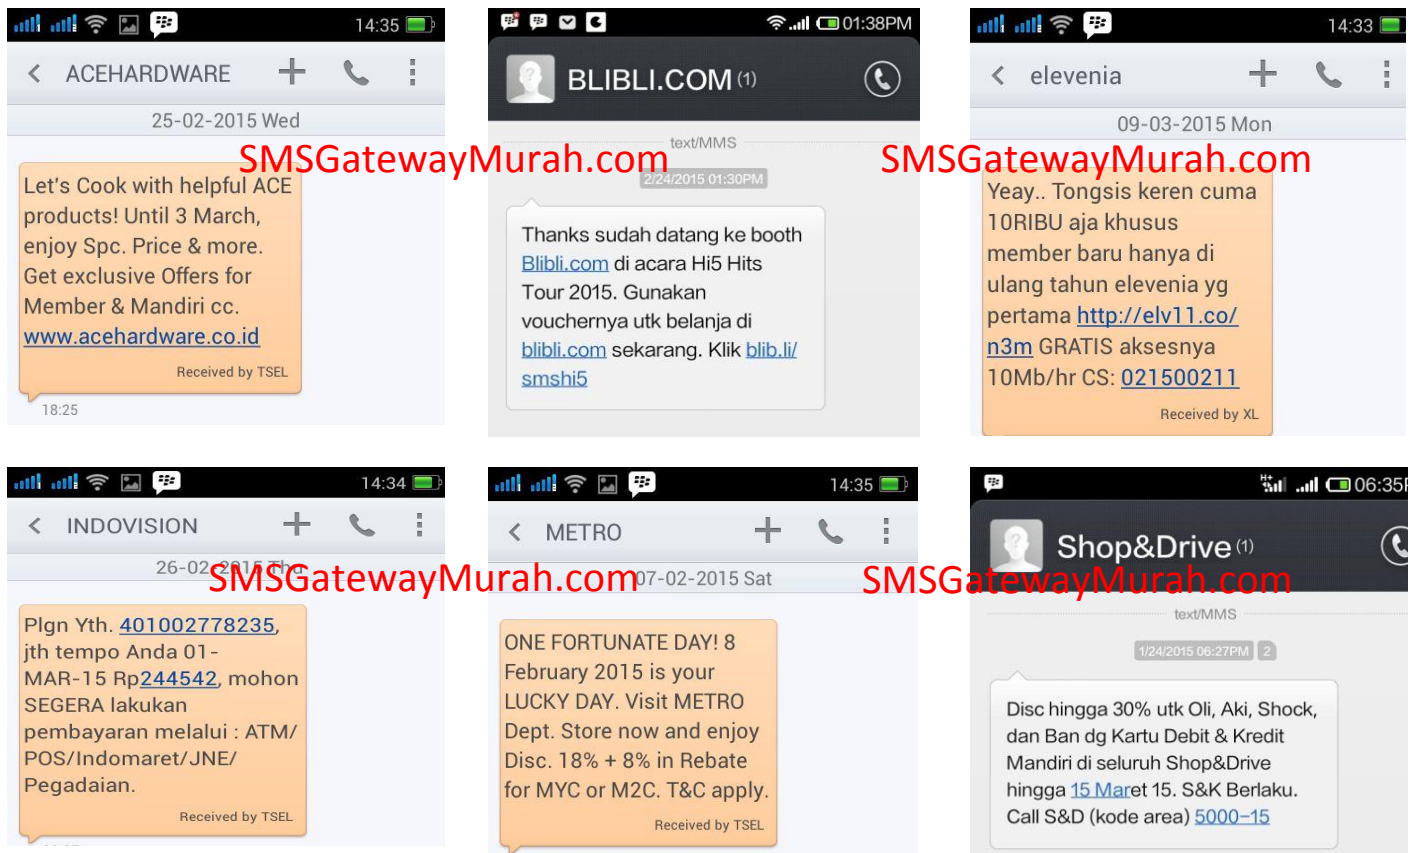 14:35
ACEHARDWARE
25-02-2015 Wed
SMSGatewayMurah.com
Let's Cook with helpful ACE
products! Until 3 March,
enjoy Spc. Price & more.
Get exclusive Offers for
Member & Mandiri cc.
www.acehardware.co.id
Received by TSEL
18:25
01:38PM
BLIBLI.COM (1)
text/MMS
2/24/2015 01:30PM
Thanks sudah datang ke booth
Blibli.com di acara Hi5 Hits
Tour 2015. Gunakan
vouchernya utk belanja di
blibli.com sekarang. Klik blib.li/
smshi5
14:33
elevenia
09-03-2015 Mon
SMSGatewayMurah.com
Yeay.. Tongsis keren cuma
10RIBU aja khusus
member baru hanya di
ulang tahun elevenia yg
pertama http://elv11.co/
n3m GRATIS aksesnya
10Mb/hr CS: 021500211
Received by XL
14:34
INDOVISION
26-02-2015 Thu
SMSGatewayMurah.com
Plgn Yth. 401002778235,
jth tempo Anda 01-
MAR-15 Rp244542, mohon
SEGERA lakukan
pembayaran melalui : ATM/
POS/Indomaret/JNE/
Pegadaian.
Received by TSEL
14:35
METRO
07-02-2015 Sat
ONE FORTUNATE DAY! 8
February 2015 is your
LUCKY DAY. Visit METRO
Dept. Store now and enjoy
Disc. 18% + 8% in Rebate
for MYC or M2C. T&C apply.
Received by TSEL
06:35P
Shop&Drive (1)
SMSGatewayMurah.com
text/MMS
1/24/2015 06:27PM 2
Disc hingga 30% utk Oli, Aki, Shock,
dan Ban dg Kartu Debit & Kredit
Mandiri di seluruh Shop&Drive
hingga 15 Maret 15. S&K Berlaku.
Call S&D (kode area) 5000-15